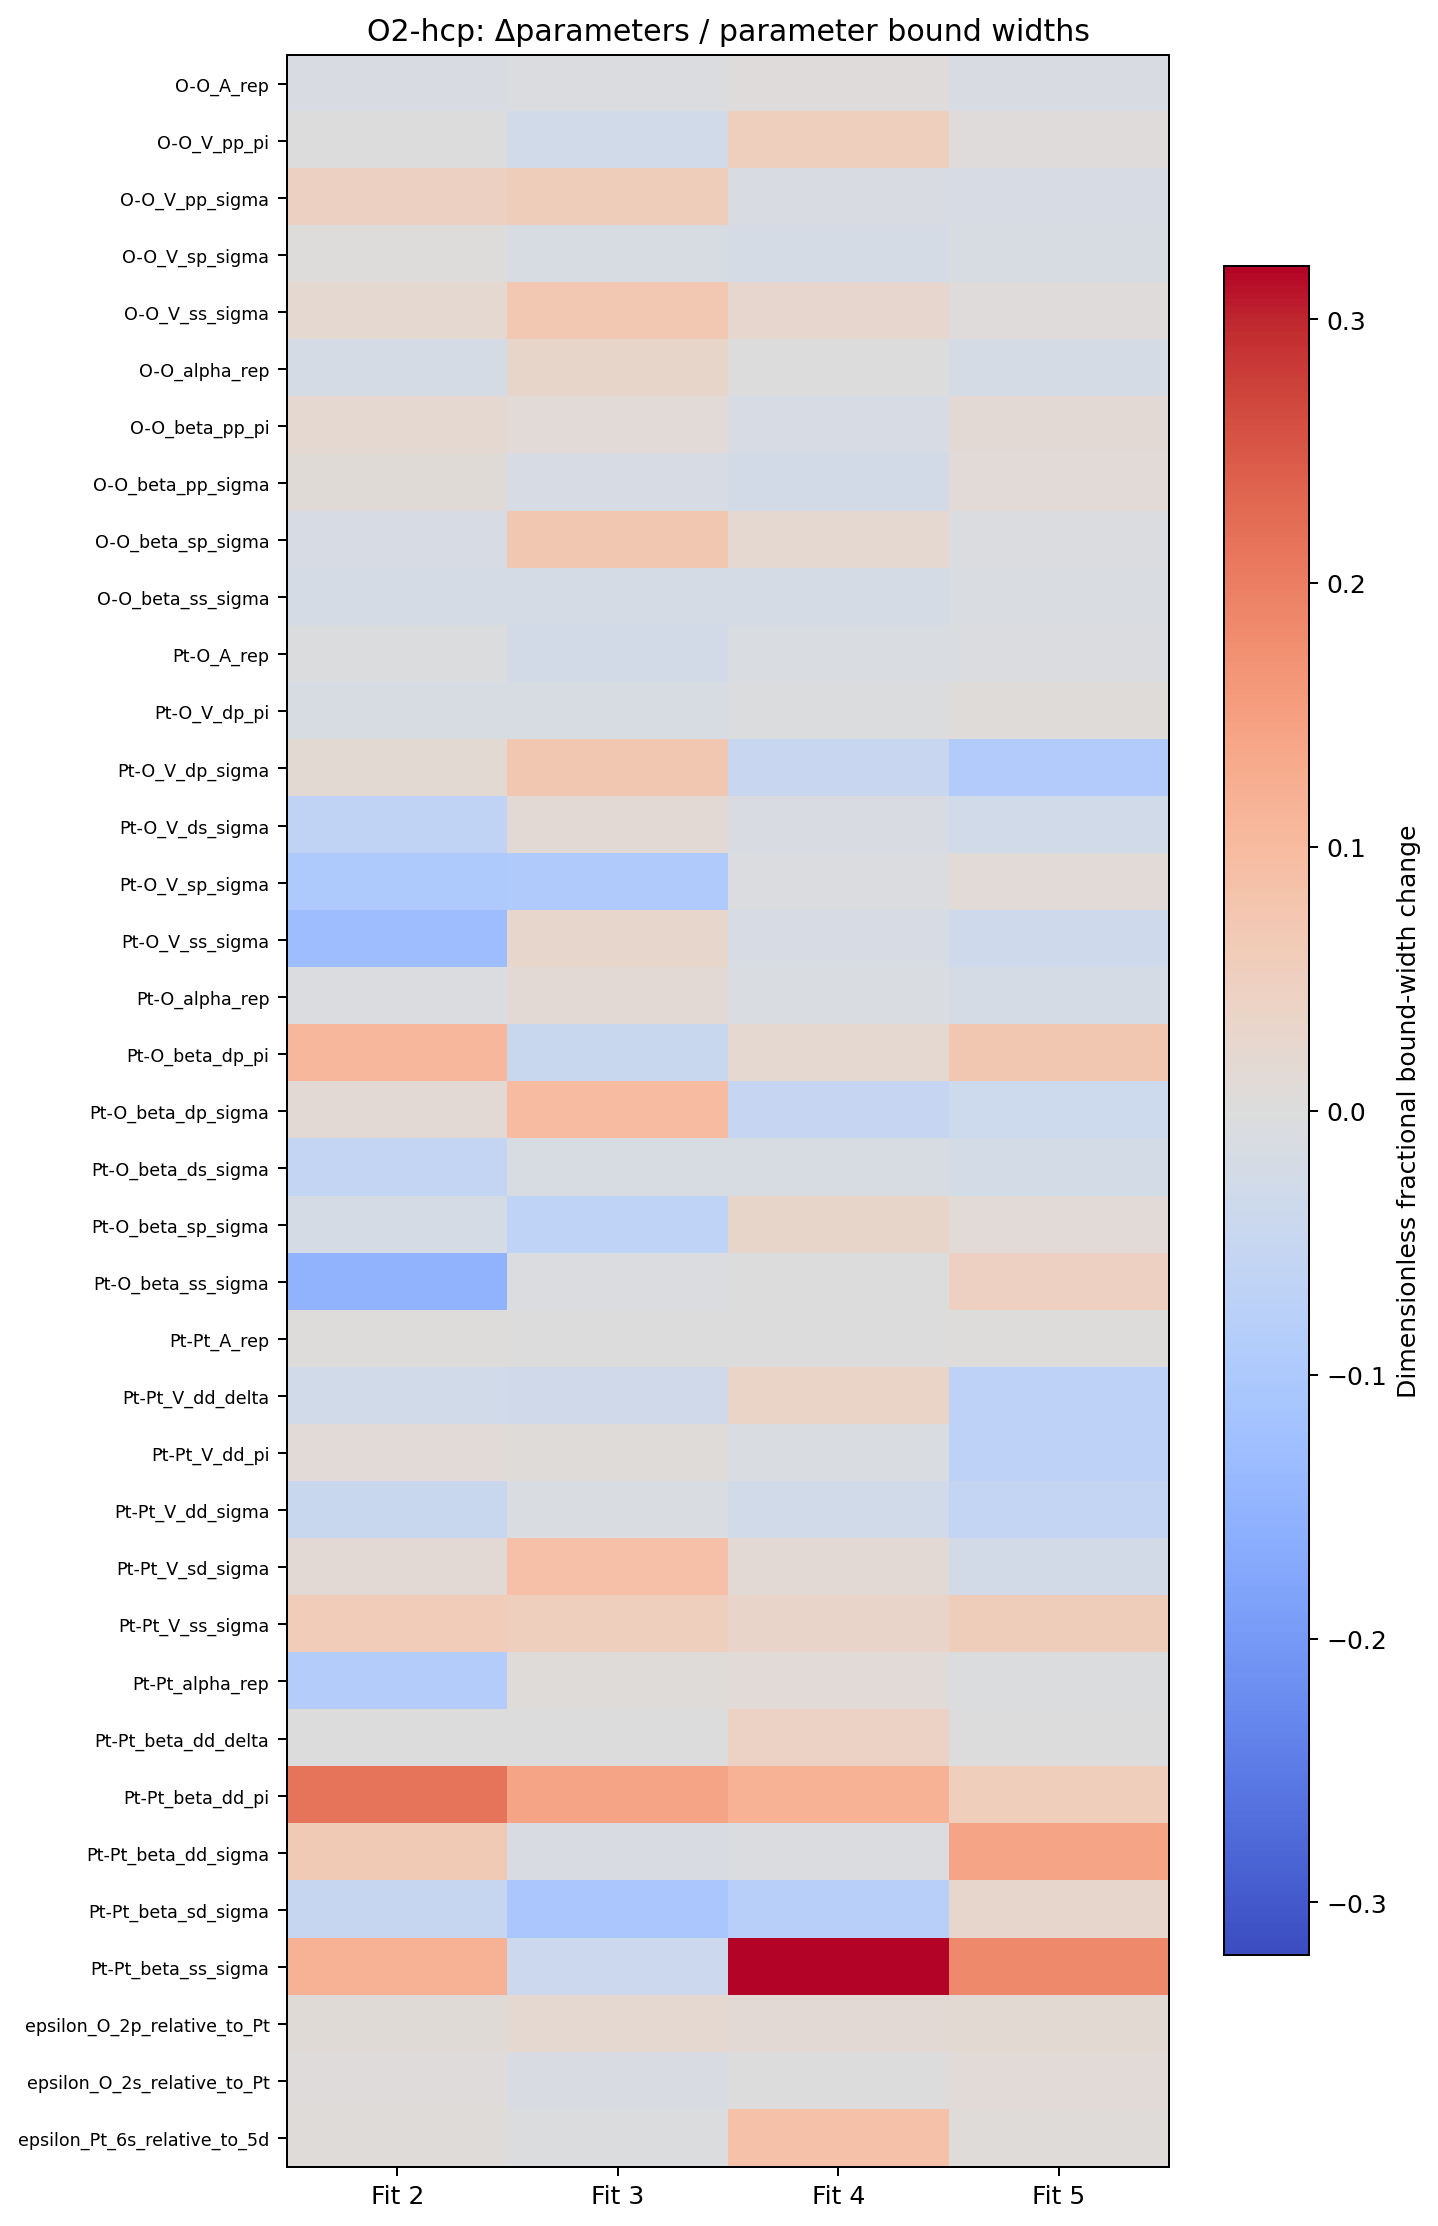 O2-hcp: Δparameters / parameter bound widths
O-O_A_rep
O-O_V_pp_pi
O-O_V_pp_sigma
O-O_V_sp_sigma
O-O_V_ss_sigma
O-O_alpha_rep
O-O_beta_pp_pi
O-O_beta_pp_sigma
O-O_beta_sp_sigma
O-O_beta_ss_sigma
Pt-O_A_rep
Pt-O_V_dp_pi
Pt-O_V_dp_sigma
Pt-O_V_ds_sigma
Pt-O_V_sp_sigma
Pt-O_V_ss_sigma
Pt-O_alpha_rep
Pt-O_beta_dp_pi
Pt-O_beta_dp_sigma
Pt-O_beta_ds_sigma
Pt-O_beta_sp_sigma
Pt-O_beta_ss_sigma
Pt-Pt_A_rep
Pt-Pt_V_dd_delta
Pt-Pt_V_dd_pi
Pt-Pt_V_dd_sigma
Pt-Pt_V_sd_sigma
Pt-Pt_V_ss_sigma
Pt-Pt_alpha_rep
Pt-Pt_beta_dd_delta
Pt-Pt_beta_dd_pi
Pt-Pt_beta_dd_sigma
Pt-Pt_beta_sd_sigma
Pt-Pt_beta_ss_sigma
epsilon_O_2p_relative_to_Pt
epsilon_O_2s_relative_to_Pt
epsilon_Pt_6s_relative_to_5d
Fit 2
Fit 3
Fit 4
Fit 5
0.3
0.2
0.1
0.0
−0.1
−0.2
−0.3
Dimensionless fractional bound-width change